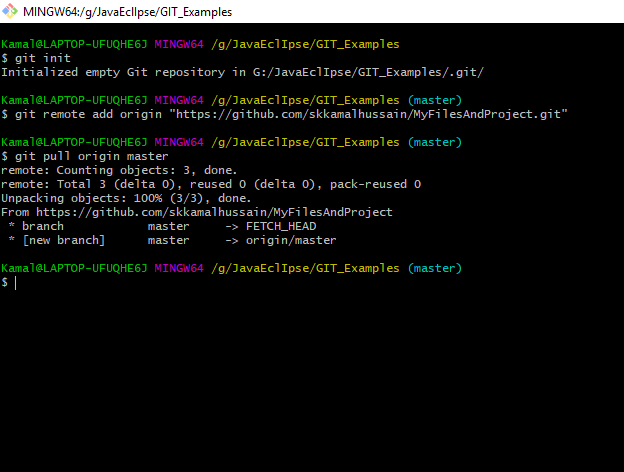 MINGW64:/g/JavaEclIpse/GIT_Examples
Kamal@LAPTOP-UFUQHE6J MINGW64 /g/JavaEclIpse/GIT_Examples
$ git init
Initialized empty Git repository in G:/JavaEclIpse/GIT_Examples/.git/
Kamal@LAPTOP-UFUQHE6J MINGW64 /g/JavaEclIpse/GIT_Examples (master)
$ git remote add origin "https://github.com/skkamalhussain/MyFilesAndProject.git"
Kamal@LAPTOP-UFUQHE6J MINGW64 /g/JavaEclIpse/GIT_Examples (master)
$ git pull origin master
remote: Counting objects: 3, done.
remote: Total 3 (delta 0), reused 0 (delta 0), pack-reused 0
Unpacking objects: 100% (3/3), done.
From https://github.com/skkamalhussain/MyFilesAndProject
 * branch            master     -> FETCH_HEAD
 * [new branch]      master     -> origin/master
Kamal@LAPTOP-UFUQHE6J MINGW64 /g/JavaEclIpse/GIT_Examples (master)
$